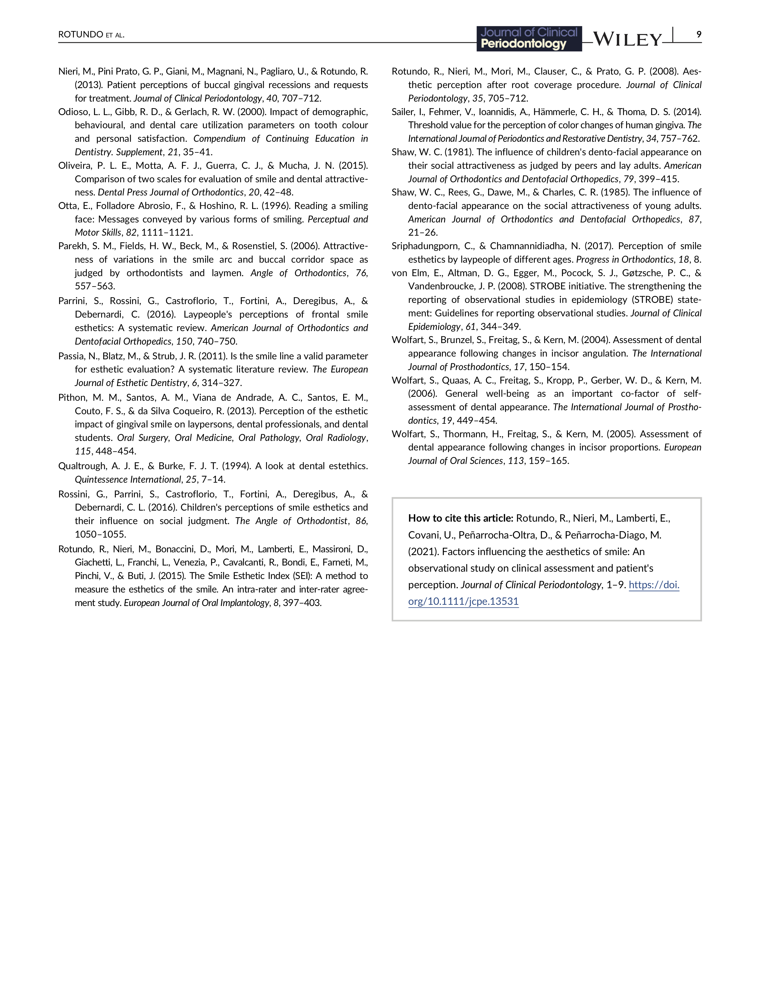 ROTUNDO ET AL.
Journal of Clinical
Periodontology
WILEY
9
Nieri, M., Pini Prato, G. P., Giani, M., Magnani, N., Pagliaro, U., & Rotundo, R.
(2013). Patient perceptions of buccal gingival recessions and requests
for treatment. Journal of Clinical Periodontology, 40, 707–712.
Odioso, L. L., Gibb, R. D., & Gerlach, R. W. (2000). Impact of demographic,
behavioural, and dental care utilization parameters on tooth colour
and personal satisfaction. Compendium of Continuing Education in
Dentistry. Supplement, 21, 35–41.
Oliveira, P. L. E., Motta, A. F. J., Guerra, C. J., & Mucha, J. N. (2015).
Comparison of two scales for evaluation of smile and dental attractive-
ness. Dental Press Journal of Orthodontics, 20, 42–48.
Otta, E., Folladore Abrosio, F., & Hoshino, R. L. (1996). Reading a smiling
face: Messages conveyed by various forms of smiling. Perceptual and
Motor Skills, 82, 1111–1121.
Parekh, S. M., Fields, H. W., Beck, M., & Rosenstiel, S. (2006). Attractive-
ness of variations in the smile arc and buccal corridor space as
judged by orthodontists and laymen. Angle of Orthodontics, 76,
557–563.
Parrini, S., Rossini, G., Castroflorio, T., Fortini, A., Deregibus, A., &
Debernardi, C. (2016). Laypeople's perceptions of frontal smile
esthetics: A systematic review. American Journal of Orthodontics and
Dentofacial Orthopedics, 150, 740–750.
Passia, N., Blatz, M., & Strub, J. R. (2011). Is the smile line a valid parameter
for esthetic evaluation? A systematic literature review. The European
Journal of Esthetic Dentistry, 6, 314–327.
Pithon, M. M., Santos, A. M., Viana de Andrade, A. C., Santos, E. M.,
Couto, F. S., & da Silva Coqueiro, R. (2013). Perception of the esthetic
impact of gingival smile on laypersons, dental professionals, and dental
students. Oral Surgery, Oral Medicine, Oral Pathology, Oral Radiology,
115, 448–454.
Qualtrough, A. J. E., & Burke, F. J. T. (1994). A look at dental estethics.
Quintessence International, 25, 7–14.
Rossini, G., Parrini, S., Castroflorio, T., Fortini, A., Deregibus, A., &
Debernardi, C. L. (2016). Children's perceptions of smile esthetics and
their influence on social judgment. The Angle of Orthodontist, 86,
1050–1055.
Rotundo, R., Nieri, M., Bonaccini, D., Mori, M., Lamberti, E., Massironi, D.,
Giachetti, L., Franchi, L., Venezia, P., Cavalcanti, R., Bondi, E., Farneti, M.,
Pinchi, V., & Buti, J. (2015). The Smile Esthetic Index (SEI): A method to
measure the esthetics of the smile. An intra-rater and inter-rater agree-
ment study. European Journal of Oral Implantology, 8, 397–403.
Rotundo, R., Nieri, M., Mori, M., Clauser, C., & Prato, G. P. (2008). Aes-
thetic perception after root coverage procedure. Journal of Clinical
Periodontology, 35, 705–712.
Sailer, I., Fehmer, V., Ioannidis, A., Hämmerle, C. H., & Thoma, D. S. (2014).
Threshold value for the perception of color changes of human gingiva. The
International Journal of Periodontics and Restorative Dentistry, 34, 757–762.
Shaw, W. C. (1981). The influence of children's dento-facial appearance on
their social attractiveness as judged by peers and lay adults. American
Journal of Orthodontics and Dentofacial Orthopedics, 79, 399–415.
Shaw, W. C., Rees, G., Dawe, M., & Charles, C. R. (1985). The influence of
dento-facial appearance on the social attractiveness of young adults.
American Journal of Orthodontics and Dentofacial Orthopedics, 87,
21–26.
Sriphadungporn, C., & Chamnannidiadha, N. (2017). Perception of smile
esthetics by laypeople of different ages. Progress in Orthodontics, 18, 8.
von Elm, E., Altman, D. G., Egger, M., Pocock, S. J., Gøtzsche, P. C., &
Vandenbroucke, J. P. (2008). STROBE initiative. The strengthening the
reporting of observational studies in epidemiology (STROBE) state-
ment: Guidelines for reporting observational studies. Journal of Clinical
Epidemiology, 61, 344–349.
Wolfart, S., Brunzel, S., Freitag, S., & Kern, M. (2004). Assessment of dental
appearance following changes in incisor angulation. The International
Journal of Prosthodontics, 17, 150–154.
Wolfart, S., Quaas, A. C., Freitag, S., Kropp, P., Gerber, W. D., & Kern, M.
(2006). General well-being as an important co-factor of self-
assessment of dental appearance. The International Journal of Prostho-
dontics, 19, 449–454.
Wolfart, S., Thormann, H., Freitag, S., & Kern, M. (2005). Assessment of
dental appearance following changes in incisor proportions. European
Journal of Oral Sciences, 113, 159–165.
How to cite this article: Rotundo, R., Nieri, M., Lamberti, E.,
Covani, U., Peñarrocha-Oltra, D., & Peñarrocha-Diago, M.
(2021). Factors influencing the aesthetics of smile: An
observational study on clinical assessment and patient's
perception. Journal of Clinical Periodontology, 1–9. https://doi.
org/10.1111/jcpe.13531